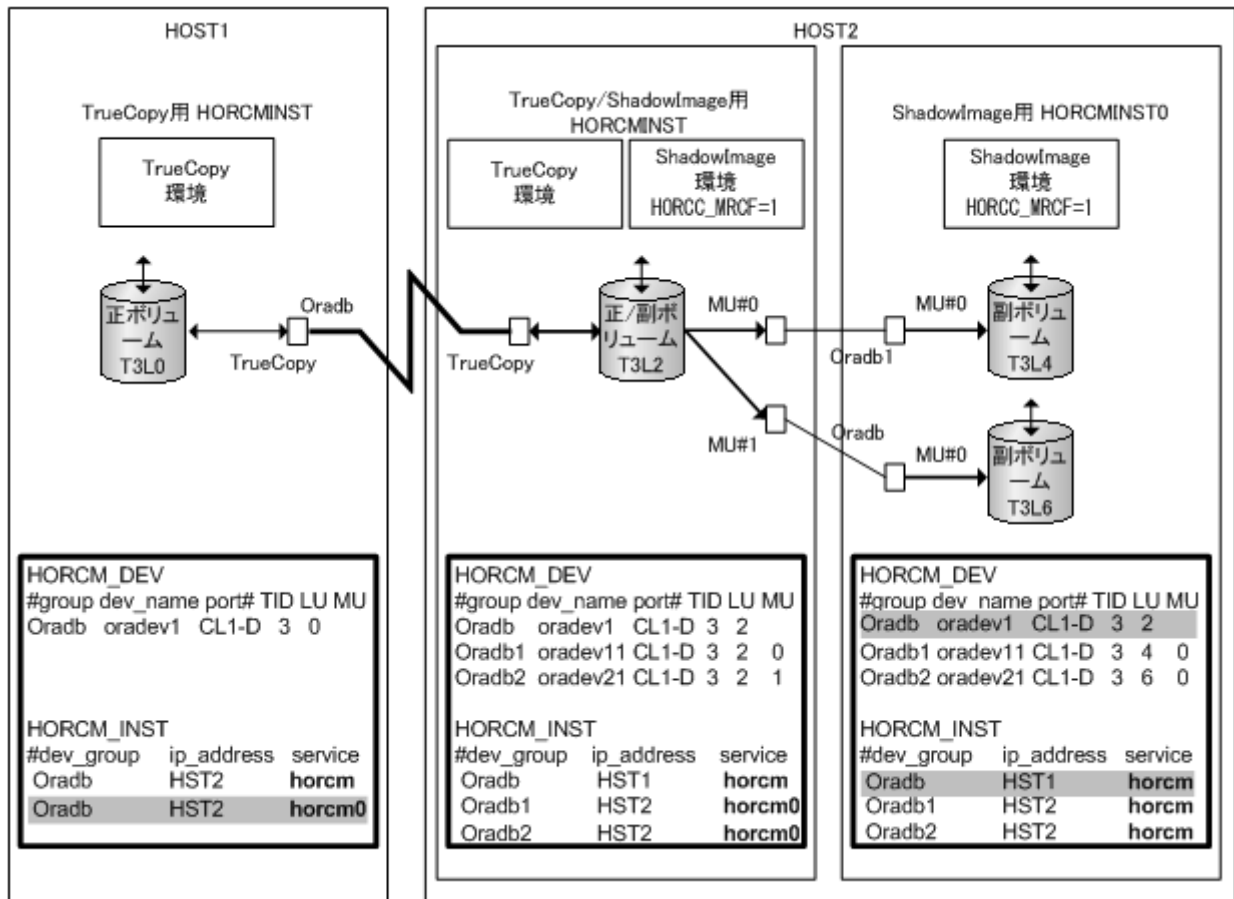 HOST1
TrueCopy用 HORCMINST
TrueCopy
環境
正ボリュ
ーム
T3L0
Oradb
TrueCopy
HORCM_DEV
#group dev_name port# TID LU MU
Oradb oradev1 CL1-D 3 0
HORCM_INST
#dev_group ip_address service
Oradb HST2 horcm
Oradb HST2 horcm0
HOST2
TrueCopy/ShadowImage用
HORCMINST
TrueCopy
環境
ShadowImage
環境
HORCC_MRCF=1
TrueCopy
正/副ボ
リューム
T3L2
MU#0
MU#1
Oradb1
Oradb
HORCM_DEV
#group dev_name port# TID LU MU
Oradb oradev1 CL1-D 3 2
Oradb1 oradev11 CL1-D 3 2 0
Oradb2 oradev21 CL1-D 3 2 1
HORCM_INST
#dev_group ip_address service
Oradb HST1 horcm
Oradb1 HST2 horcm0
Oradb2 HST2 horcm0
ShadowImage用 HORCMINST0
ShadowImage
環境
HORCC_MRCF=1
MU#0
副ボリュ
ーム
T3L4
MU#0
副ボリュ
ーム
T3L6
HORCM_DEV
#group dev_name port# TID LU MU
Oradb oradev1 CL1-D 3 2
Oradb1 oradev11 CL1-D 3 4 0
Oradb2 oradev21 CL1-D 3 6 0
HORCM_INST
#dev_group ip_address service
Oradb HST1 horcm
Oradb1 HST2 horcm
Oradb2 HST2 horcm